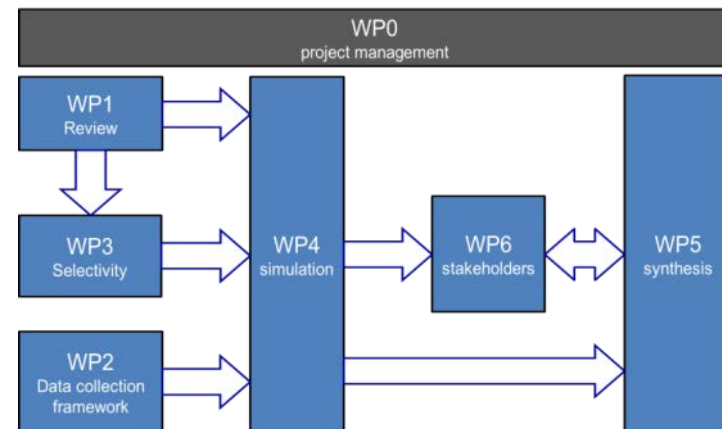 WP0
project management
WP1
Review
WP3
Selectivity
WP2
Data collection
framework
WP4
simulation
WP6
stakeholders
WP5
synthesis